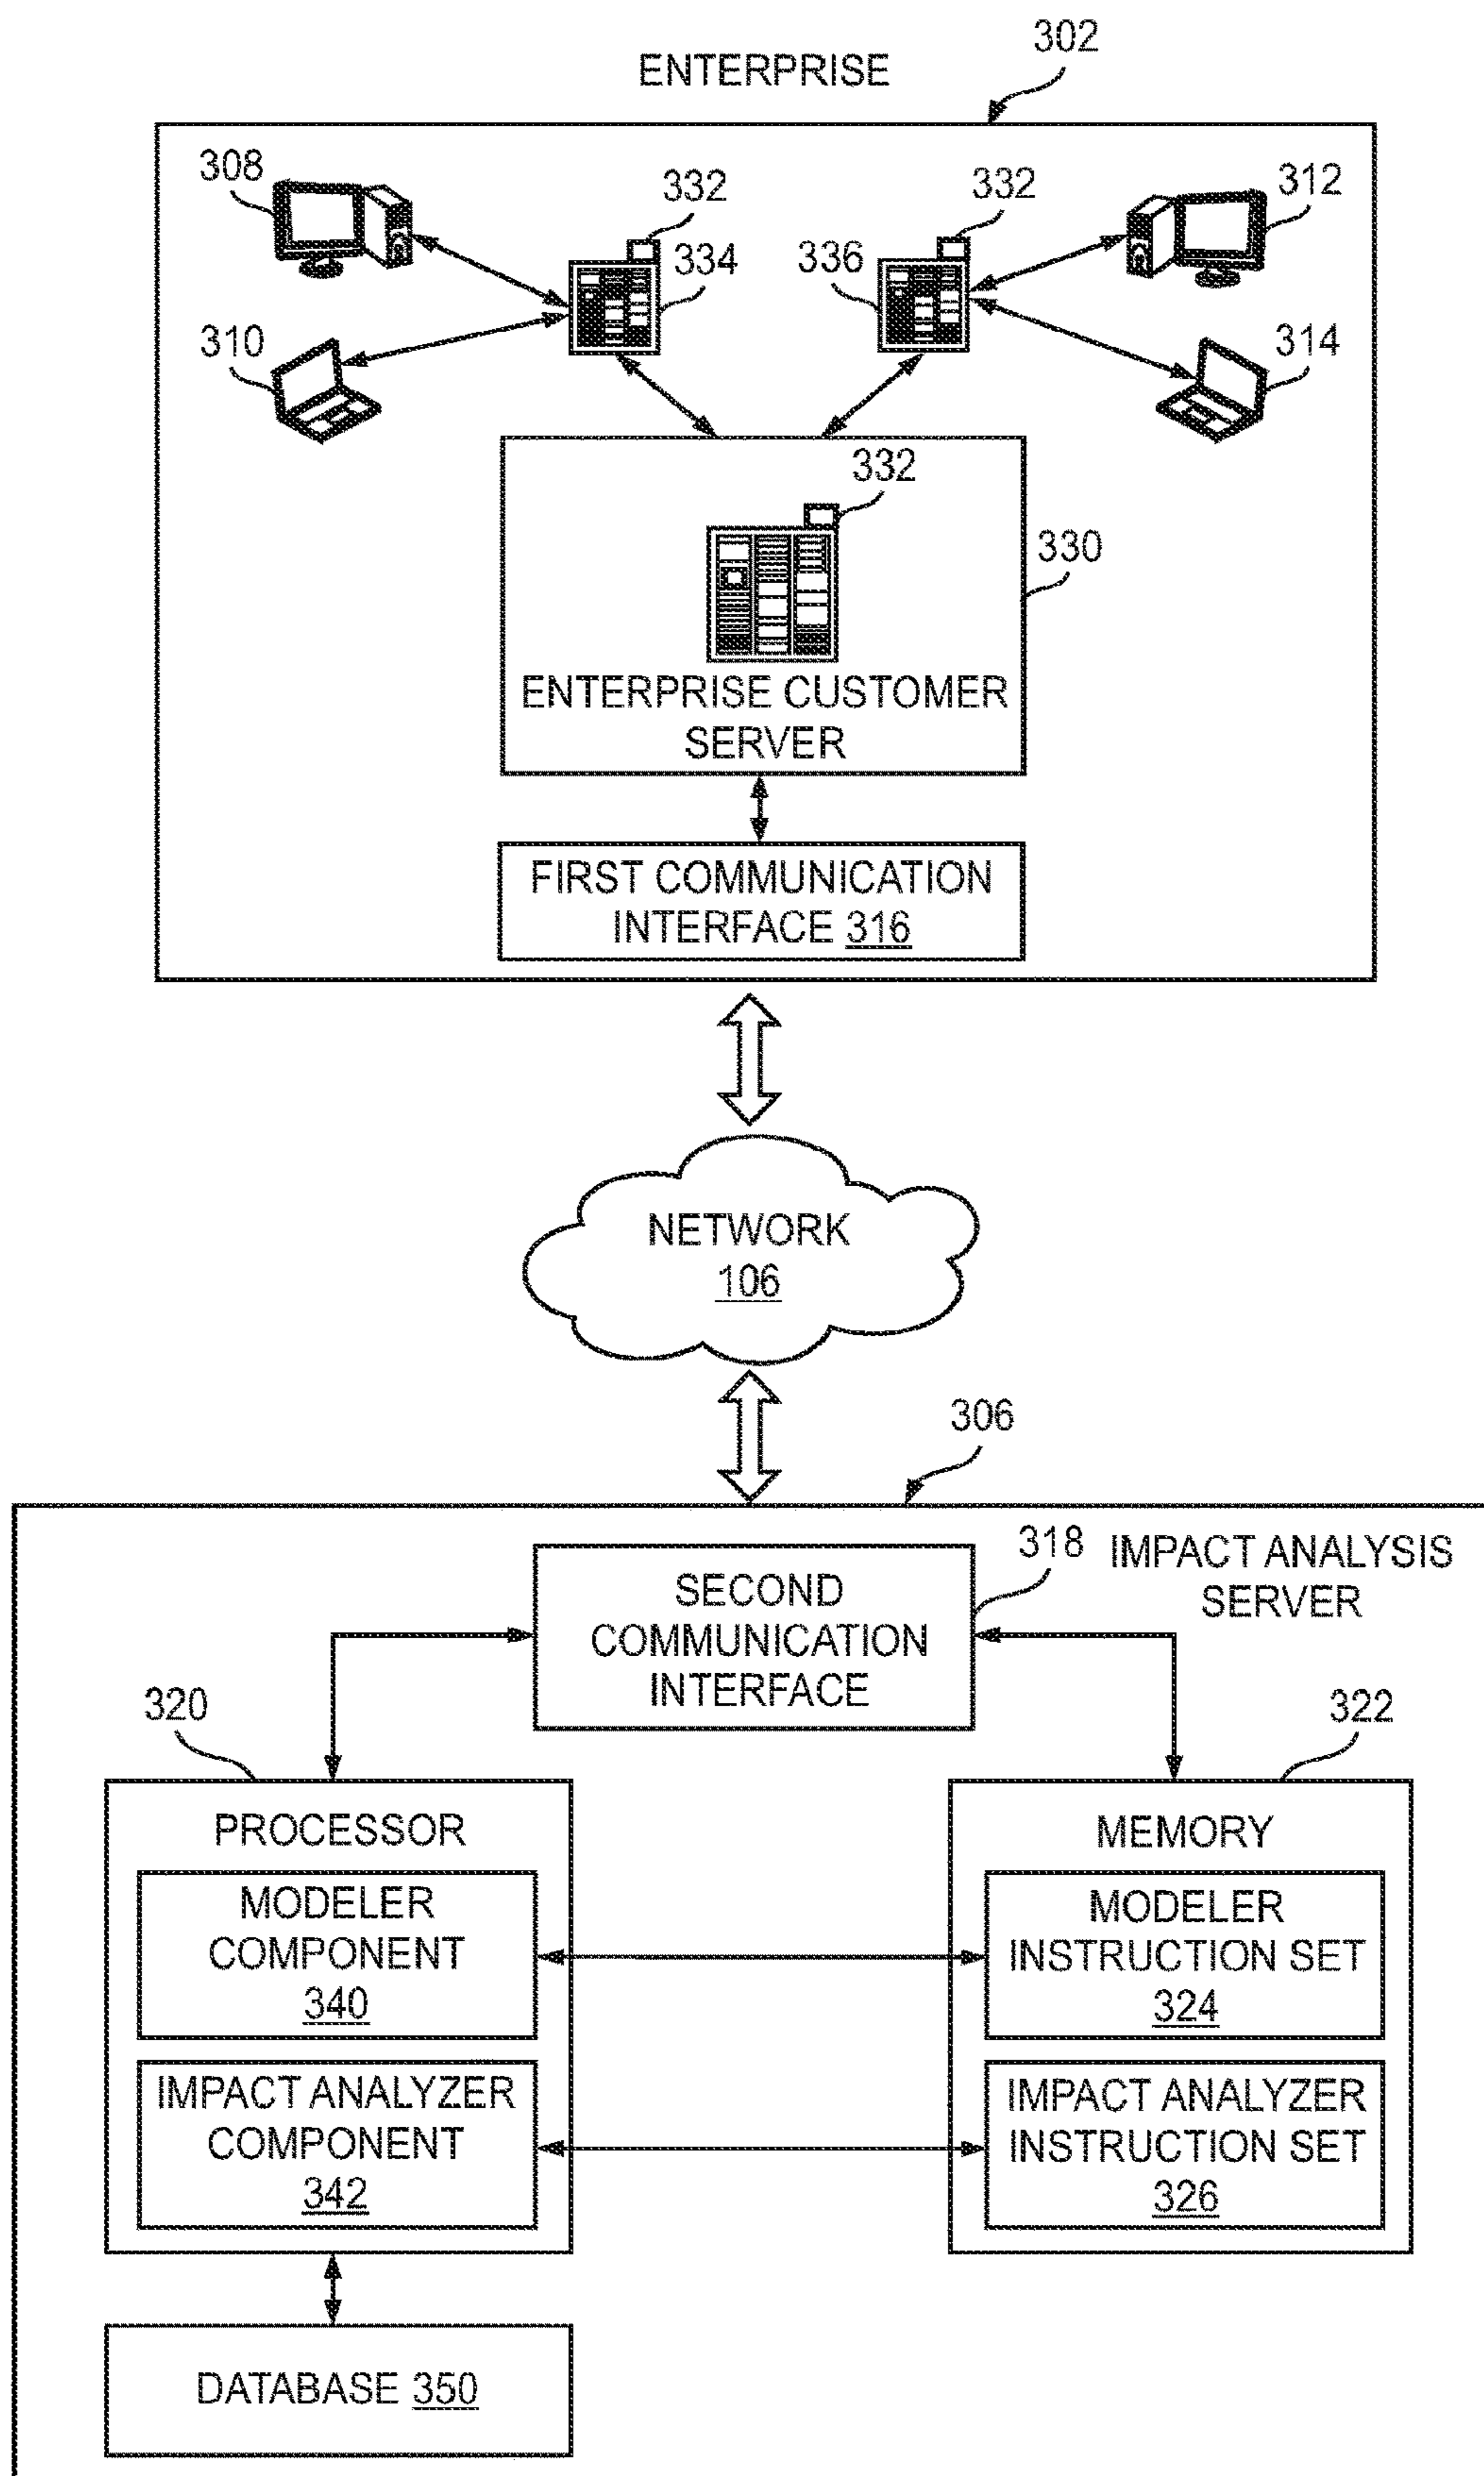 302
ENTERPRISE
308
332
332
312
334
336
310
314
332
330
ENTERPRISE CUSTOMER
SERVER
FIRST COMMUNICATION
INTERFACE 316
NETWORK
106
306
318
IMPACT ANALYSIS
SERVER
SECOND
COMMUNICATION
INTERFACE
320
322
PROCESSOR
MODELER
COMPONENT
340
IMPACT ANALYZER
COMPONENT
342
MEMORY
MODELER
INSTRUCTION SET
324
IMPACT ANALYZER
INSTRUCTION SET
326
DATABASE 350